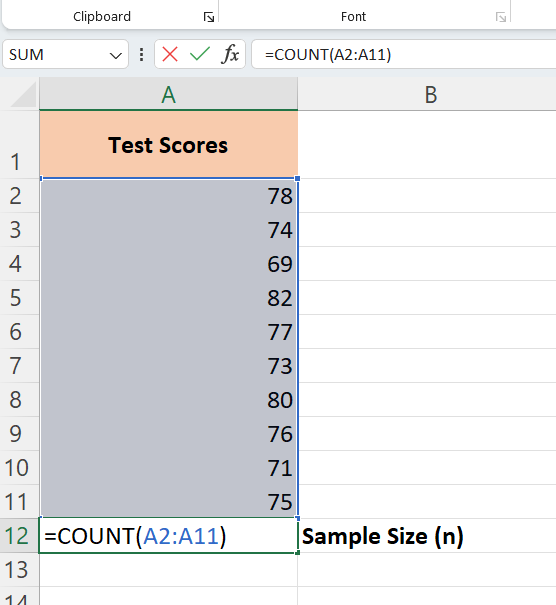 Clipboard Font
SUM fx =COUNT(A2:A11)
A B
1 Test Scores
2 78
3 74
4 69
5 82
6 77
7 73
8 80
9 76
10 71
11 75
12 =COUNT(A2:A11) Sample Size (n)
13
14